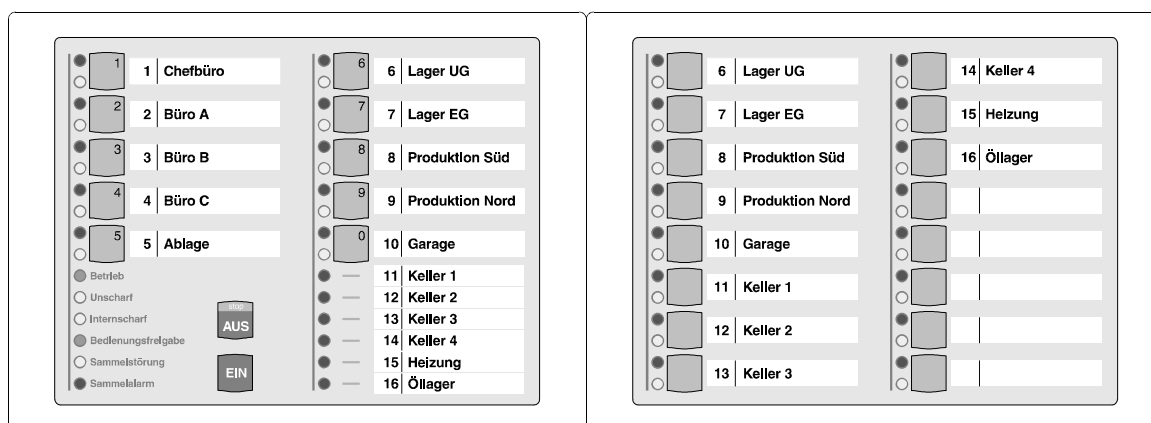 1 1 Chefbüro
2 2 Büro A
3 3 Büro B
4 4 Büro C
5 5 Ablage
Betrieb
Unscharf
Internscharf
Bedienungsfreigabe
Sammelstörung
Sammelalarm
stop
AUS
EIN
6 6 Lager UG
7 7 Lager EG
8 8 Produktion Süd
9 9 Produktion Nord
0 10 Garage
11 Keller 1
12 Keller 2
13 Keller 3
14 Keller 4
15 Heizung
16 Öllager
6 Lager UG
7 Lager EG
8 Produktion Süd
9 Produktion Nord
10 Garage
11 Keller 1
12 Keller 2
13 Keller 3
14 Keller 4
15 Heizung
16 Öllager